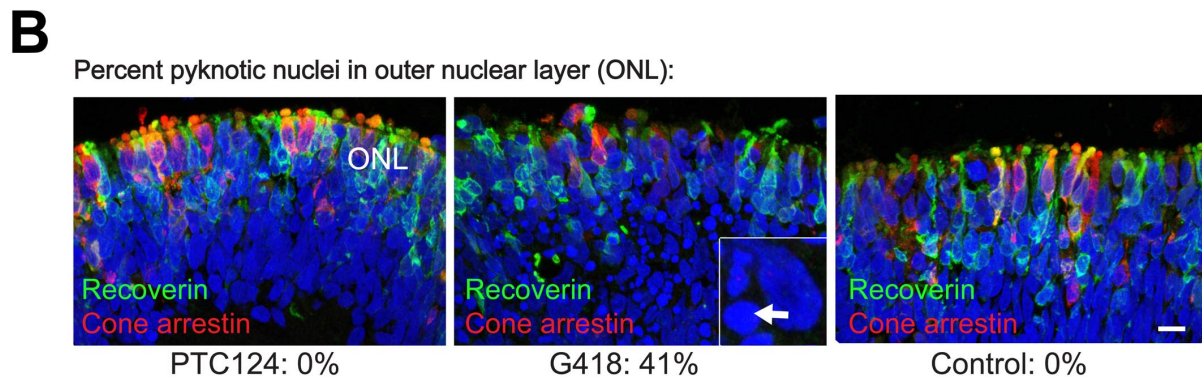 B
Percent pyknotic nuclei in outer nuclear layer (ONL):
ONL
Recoverin
Cone arrestin
PTC124: 0%
Recoverin
Cone arrestin
G418: 41%
Recoverin
Cone arrestin
Control: 0%